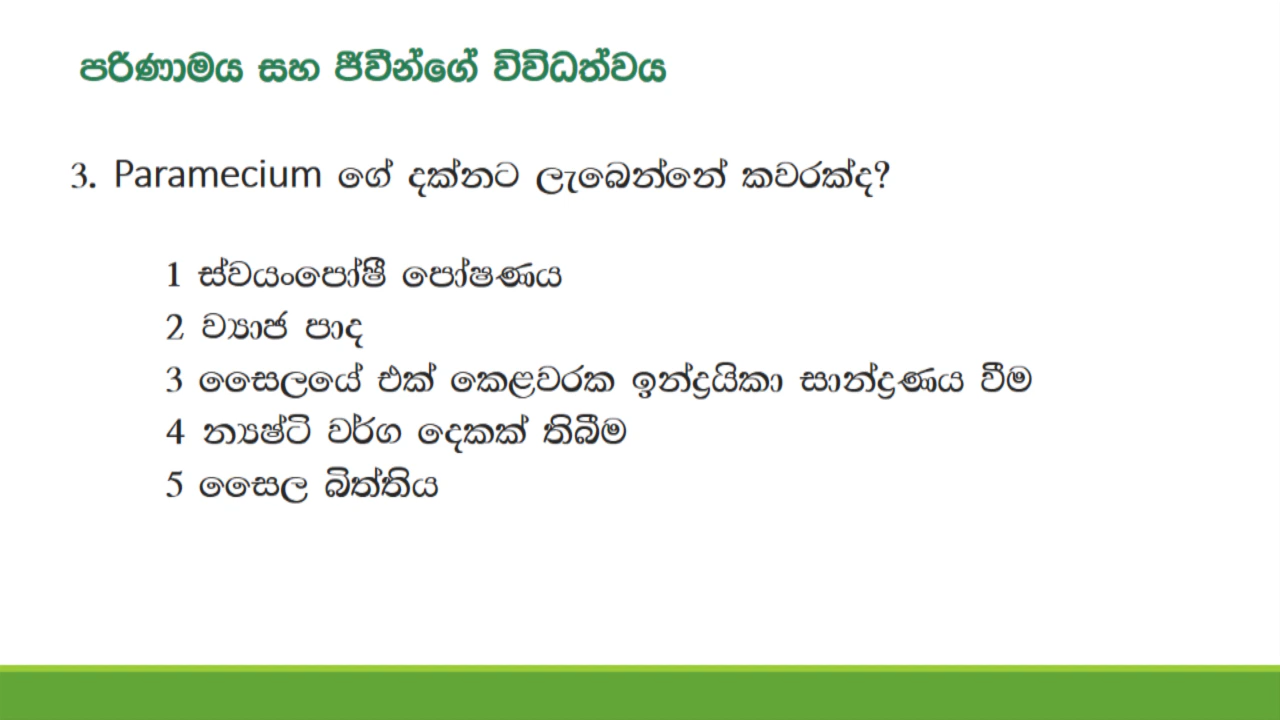 පරිණාමය සහ ජීවීන්ගේ විවිධත්වය
3. Paramecium ගේ දක්නට ලැබෙන්නේ කවරක්ද?
1 ස්වයංපෝෂී පෝෂණය
2 ව්‍යාජ පාද
3 සෛලයේ එක් කෙළවරක ඉන්ද්‍රයිකා සාන්ද්‍රණය වීම
4 න්‍යෂ්ටි වර්ග දෙකක් තිබීම
5 සෛල බිත්තිය